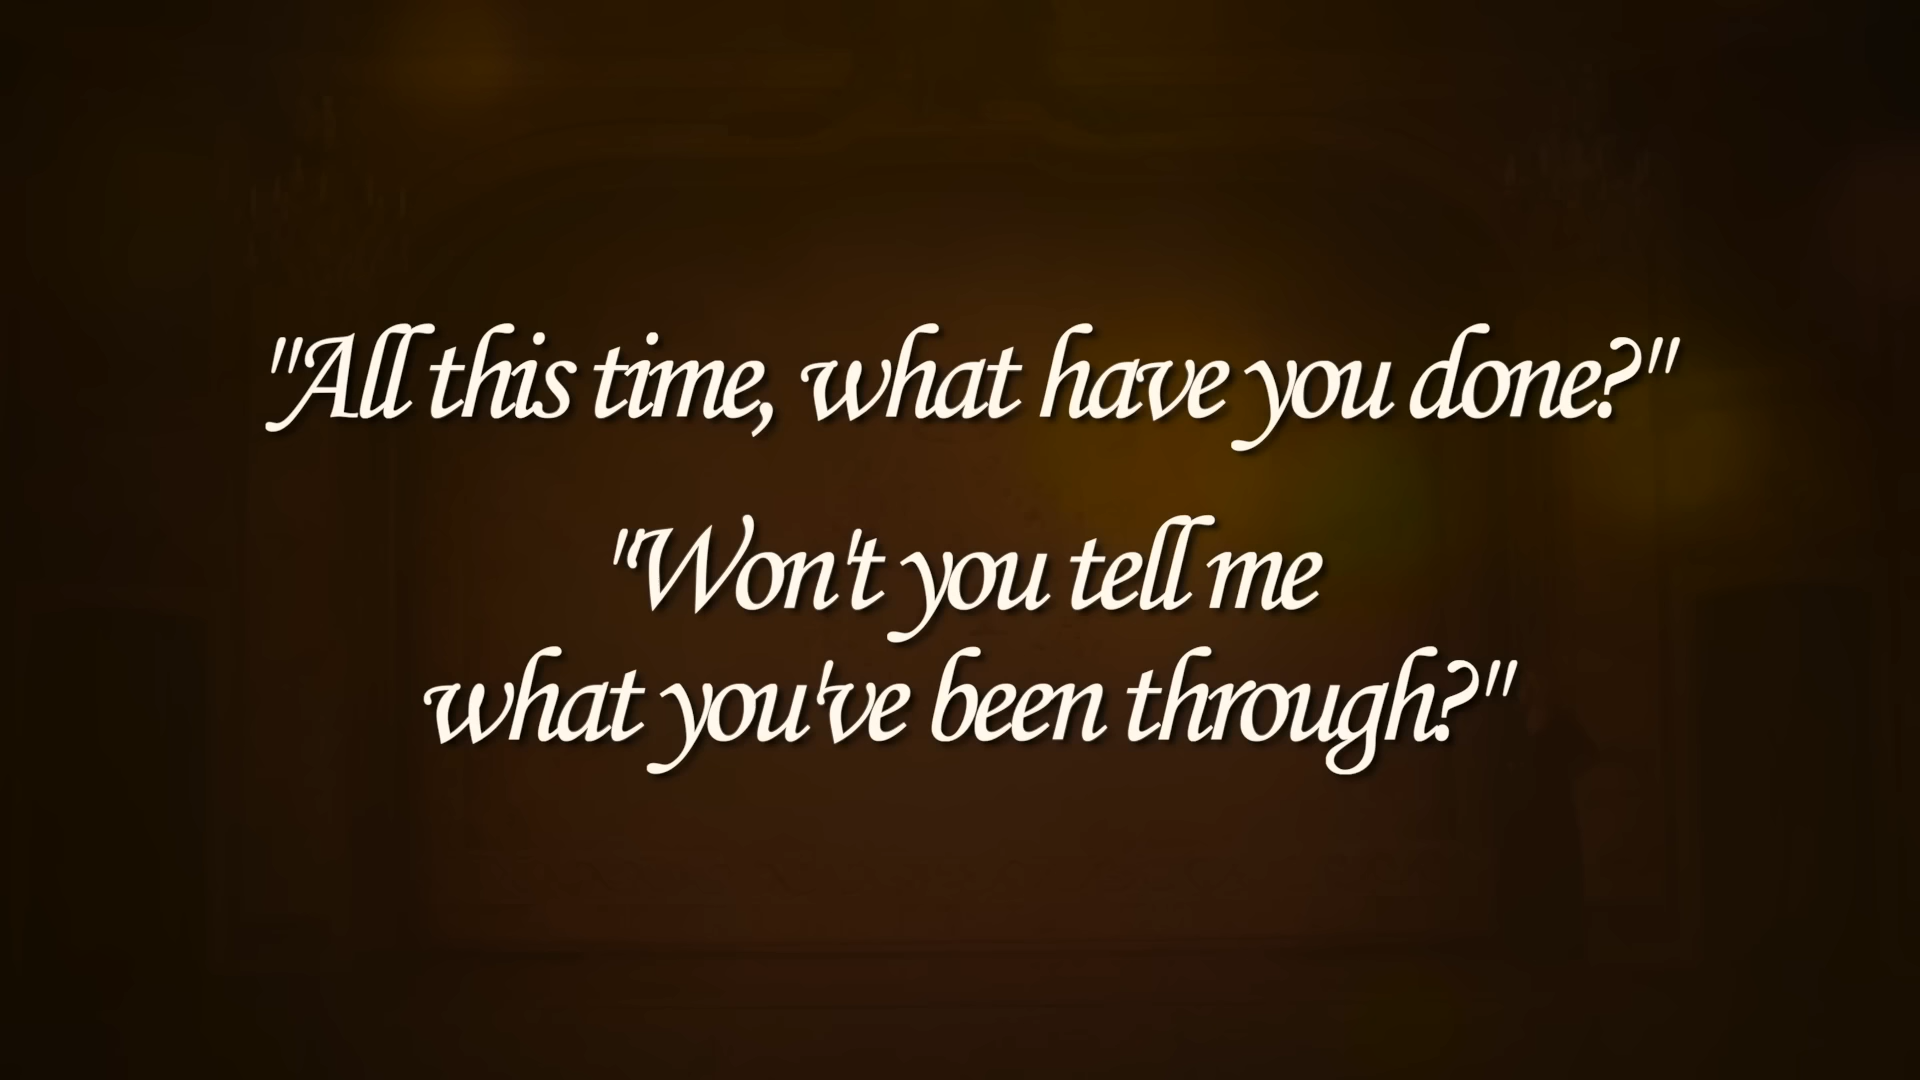 "All this time, what have you done?"
"Won't you tell me
what you've been through?"